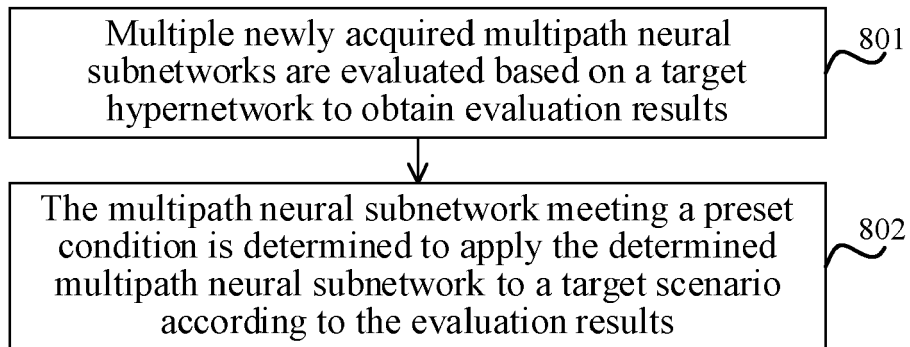 Multiple newly acquired multipath neural
subnetworks are evaluated based on a target
hypernetwork to obtain evaluation results
801
The multipath neural subnetwork meeting a preset
condition is determined to apply the determined
multipath neural subnetwork to a target scenario
according to the evaluation results
802